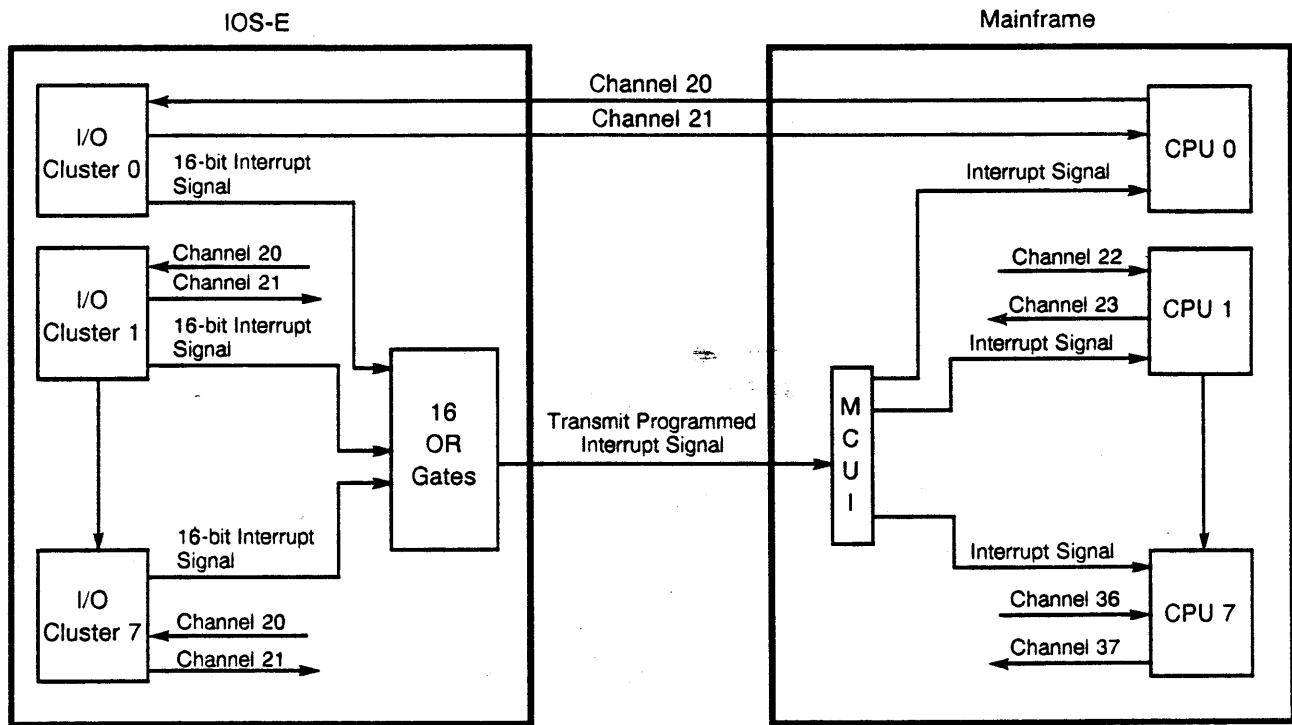 IOS-E
Mainframe
Channel 20
Channel 21
I/O
Cluster 0
16-bit Interrupt
Signal
CPU 0
Interrupt Signal
I/O
Cluster 1
Channel 20
Channel 21
16-bit Interrupt
Signal
Channel 22
Channel 23
CPU 1
Interrupt Signal
16
OR
Gates
Transmit Programmed
Interrupt Signal
M
C
U
I
I/O
Cluster 7
16-bit Interrupt
Signal
Channel 20
Channel 21
Interrupt Signal
Channel 36
Channel 37
CPU 7